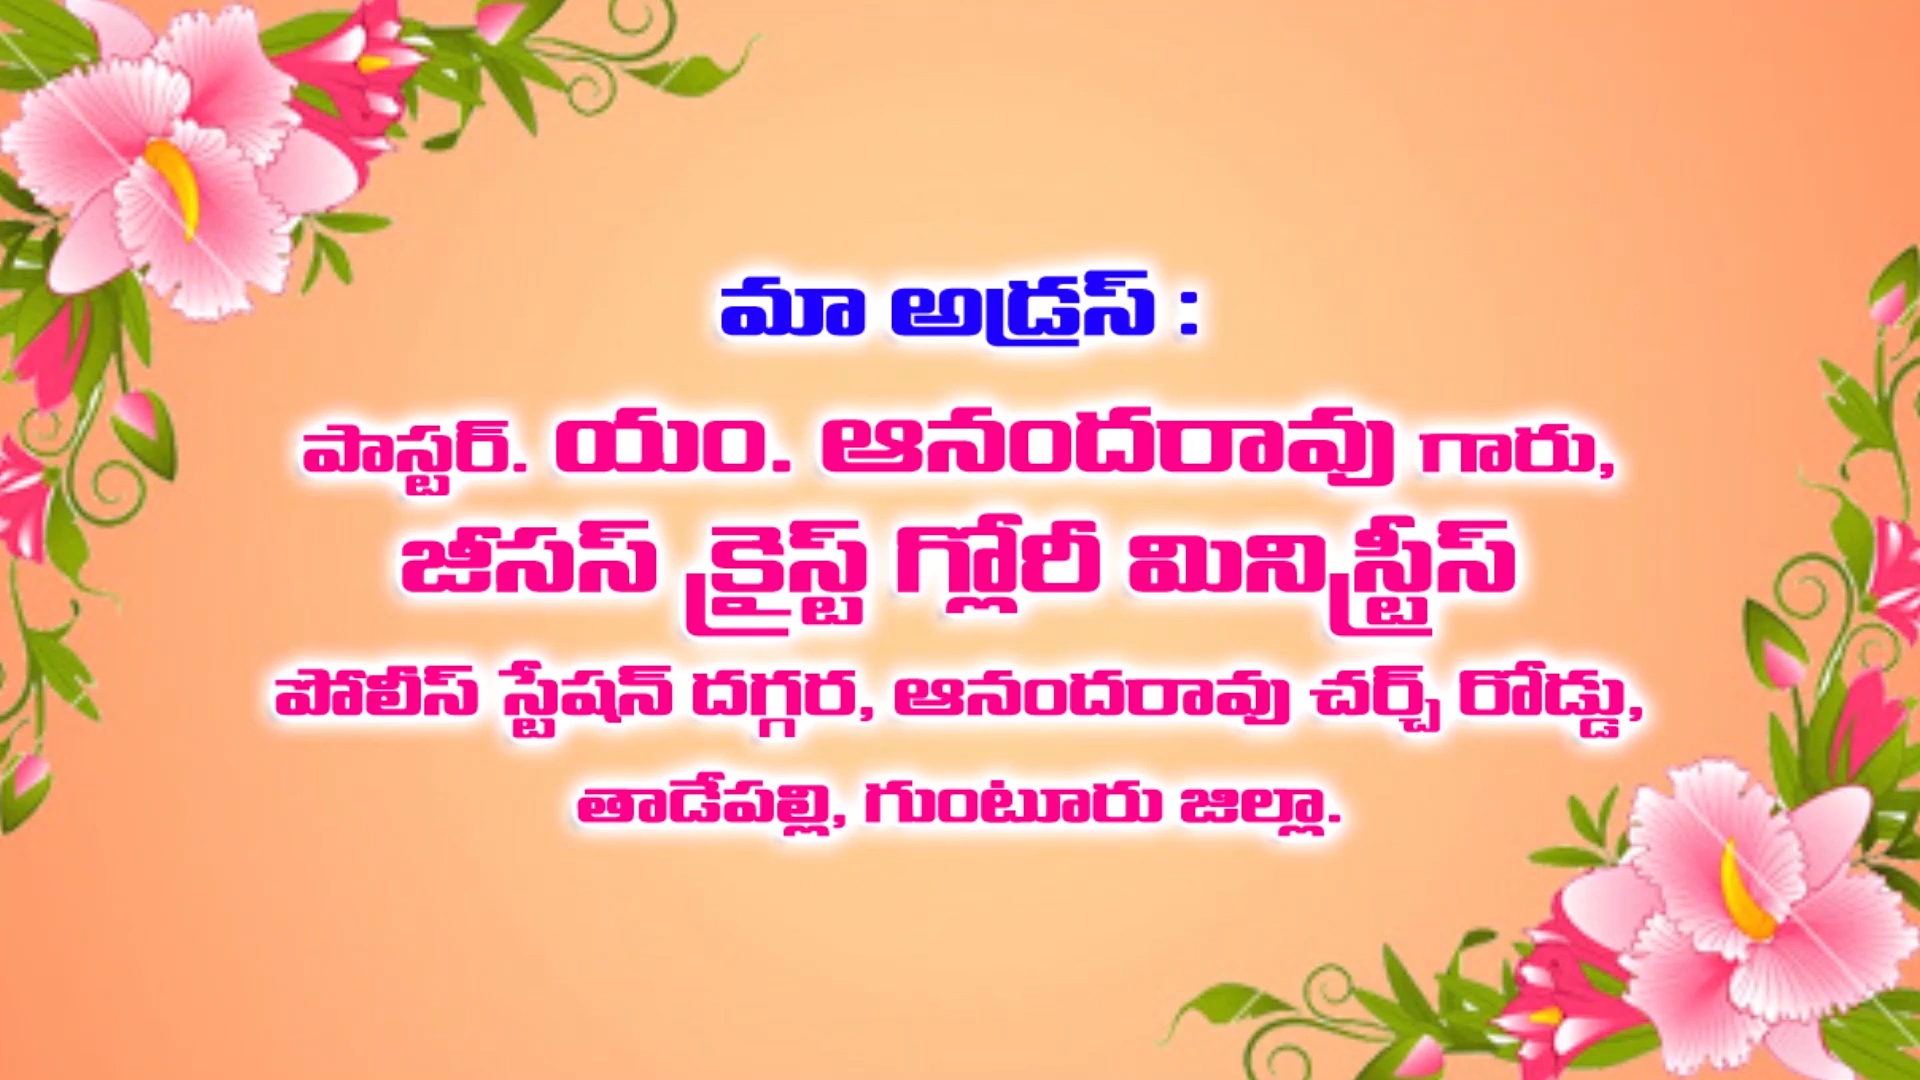 మా అడ్రస్ :
పాస్టర్. యం. ఆనందరావు గారు,
జీసస్ క్రైస్ట్ గ్లోరీ మినిస్ట్రీస్
పోలీస్ స్టేషన్ దగ్గర, ఆనందరావు చర్చ్ రోడ్డు,
తాడేపల్లి, గుంటూరు జిల్లా.